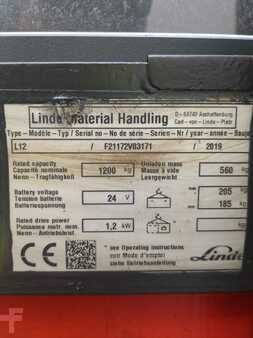 Linde Material Handling
D-63743 Aschaffenburg
Carl-von-Linde-Platz
Type - Modèle - Typ / Serial no - No de série - Serien - Nr / year - année - Bauja
L12 / F21172V03171 / 2019
Rated capacity
Capacité nominale
Nenn - Tragfähigkeit
1200 kg
Unladen mass
Masse à vide
Leergewicht
560 kg
Battery voltage
Tension batterie
Batteriespannung
24 V
max 205 kg
min 185 kg
Rated drive power
Puissance motr. nom.
Nenn - Antriebsleist.
1,2 kW
* see Operating instructions
voir Mode d'emploi
siehe Betriebsanleitung
CE
Linde